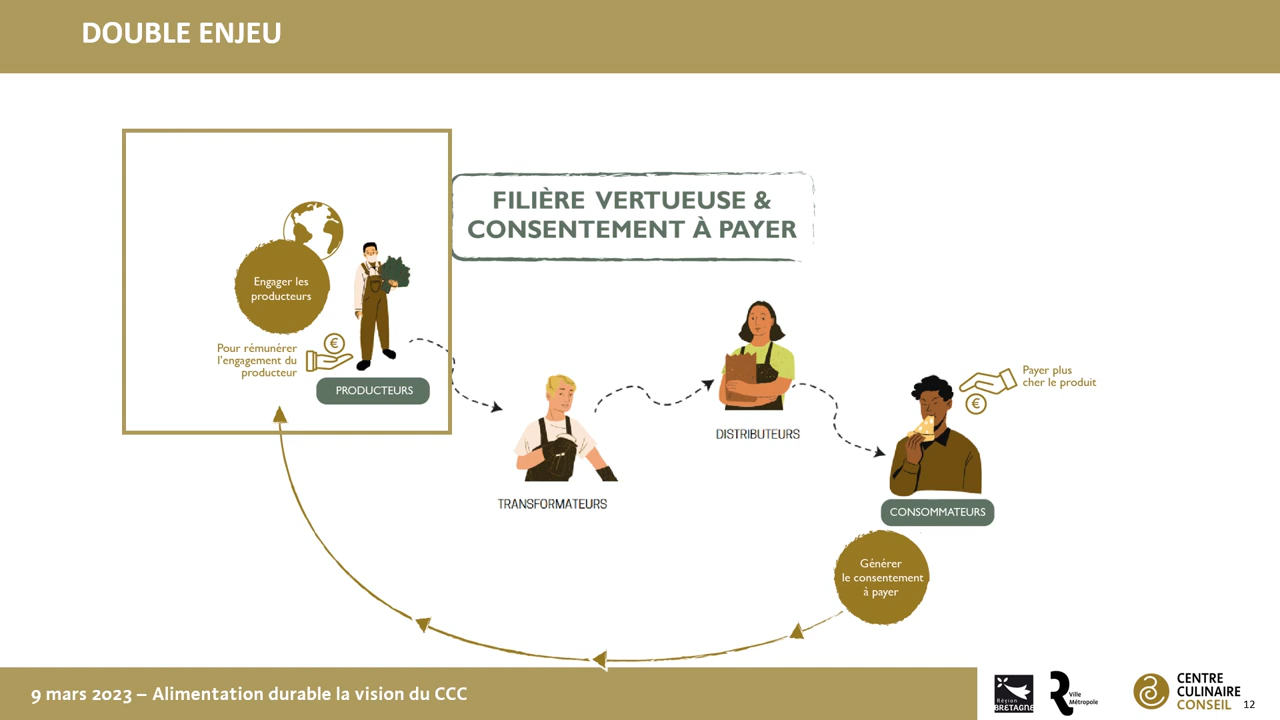 DOUBLE ENJEU
FILIÈRE VERTUEUSE &
CONSENTEMENT À PAYER
Engager les
producteurs
Pour rémunérer
l'engagement du
producteur
€
PRODUCTEURS
TRANSFORMATEURS
DISTRIBUTEURS
Payer plus
cher le produit
€
CONSOMMATEURS
Générer
le consentement
à payer
9 mars 2023 – Alimentation durable la vision du CCC
Région
BRETAGNE
R
Ville
Métropole
CENTRE
CULINAIRE
CONSEIL
12